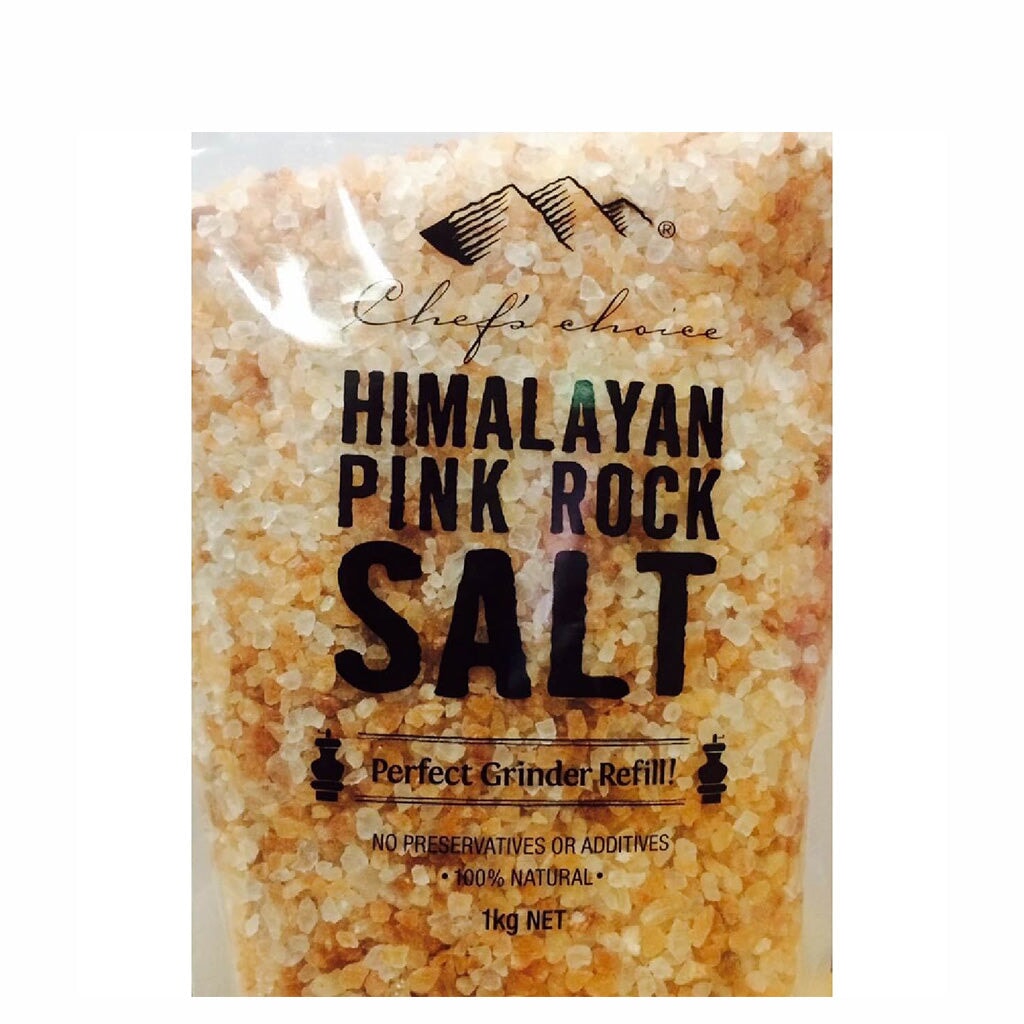 ®
Chef's choice
HIMALAYAN
PINK ROCK
SALT
Perfect Grinder Refill!
NO PRESERVATIVES OR ADDITIVES
• 100% NATURAL •
1kg NET